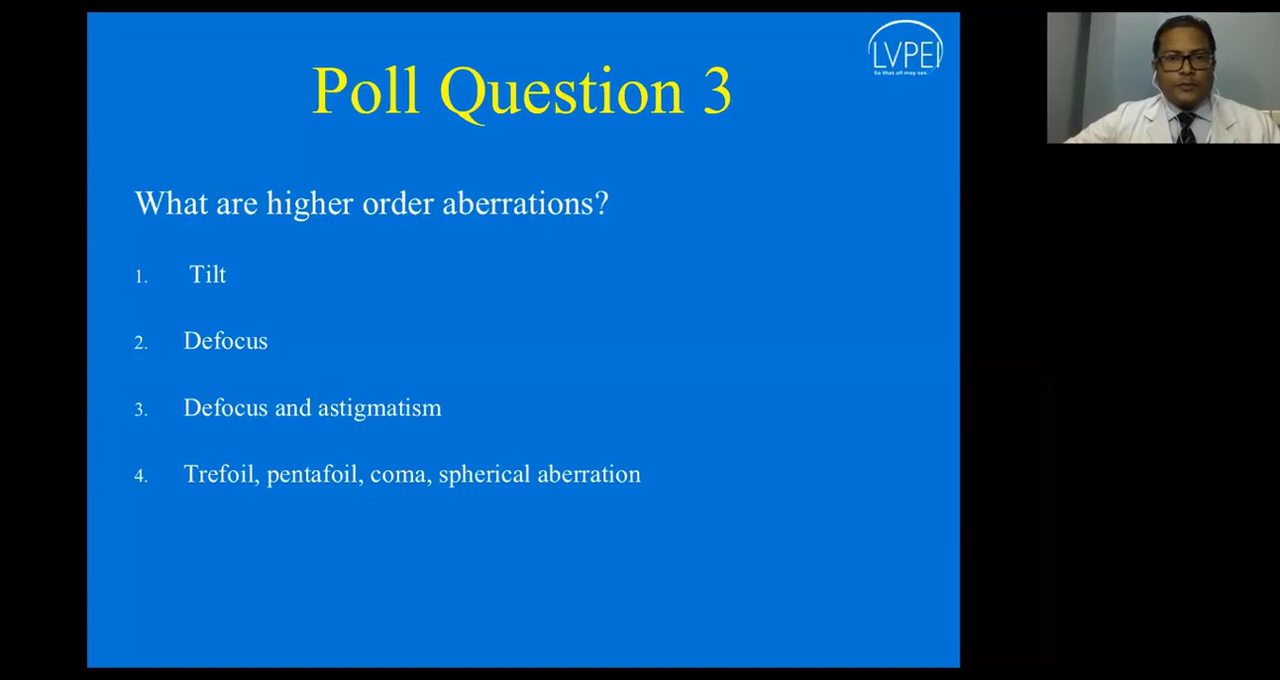 LVPEI
So that all may see
Poll Question 3
What are higher order aberrations?
1. Tilt
2. Defocus
3. Defocus and astigmatism
4. Trefoil, pentafoil, coma, spherical aberration